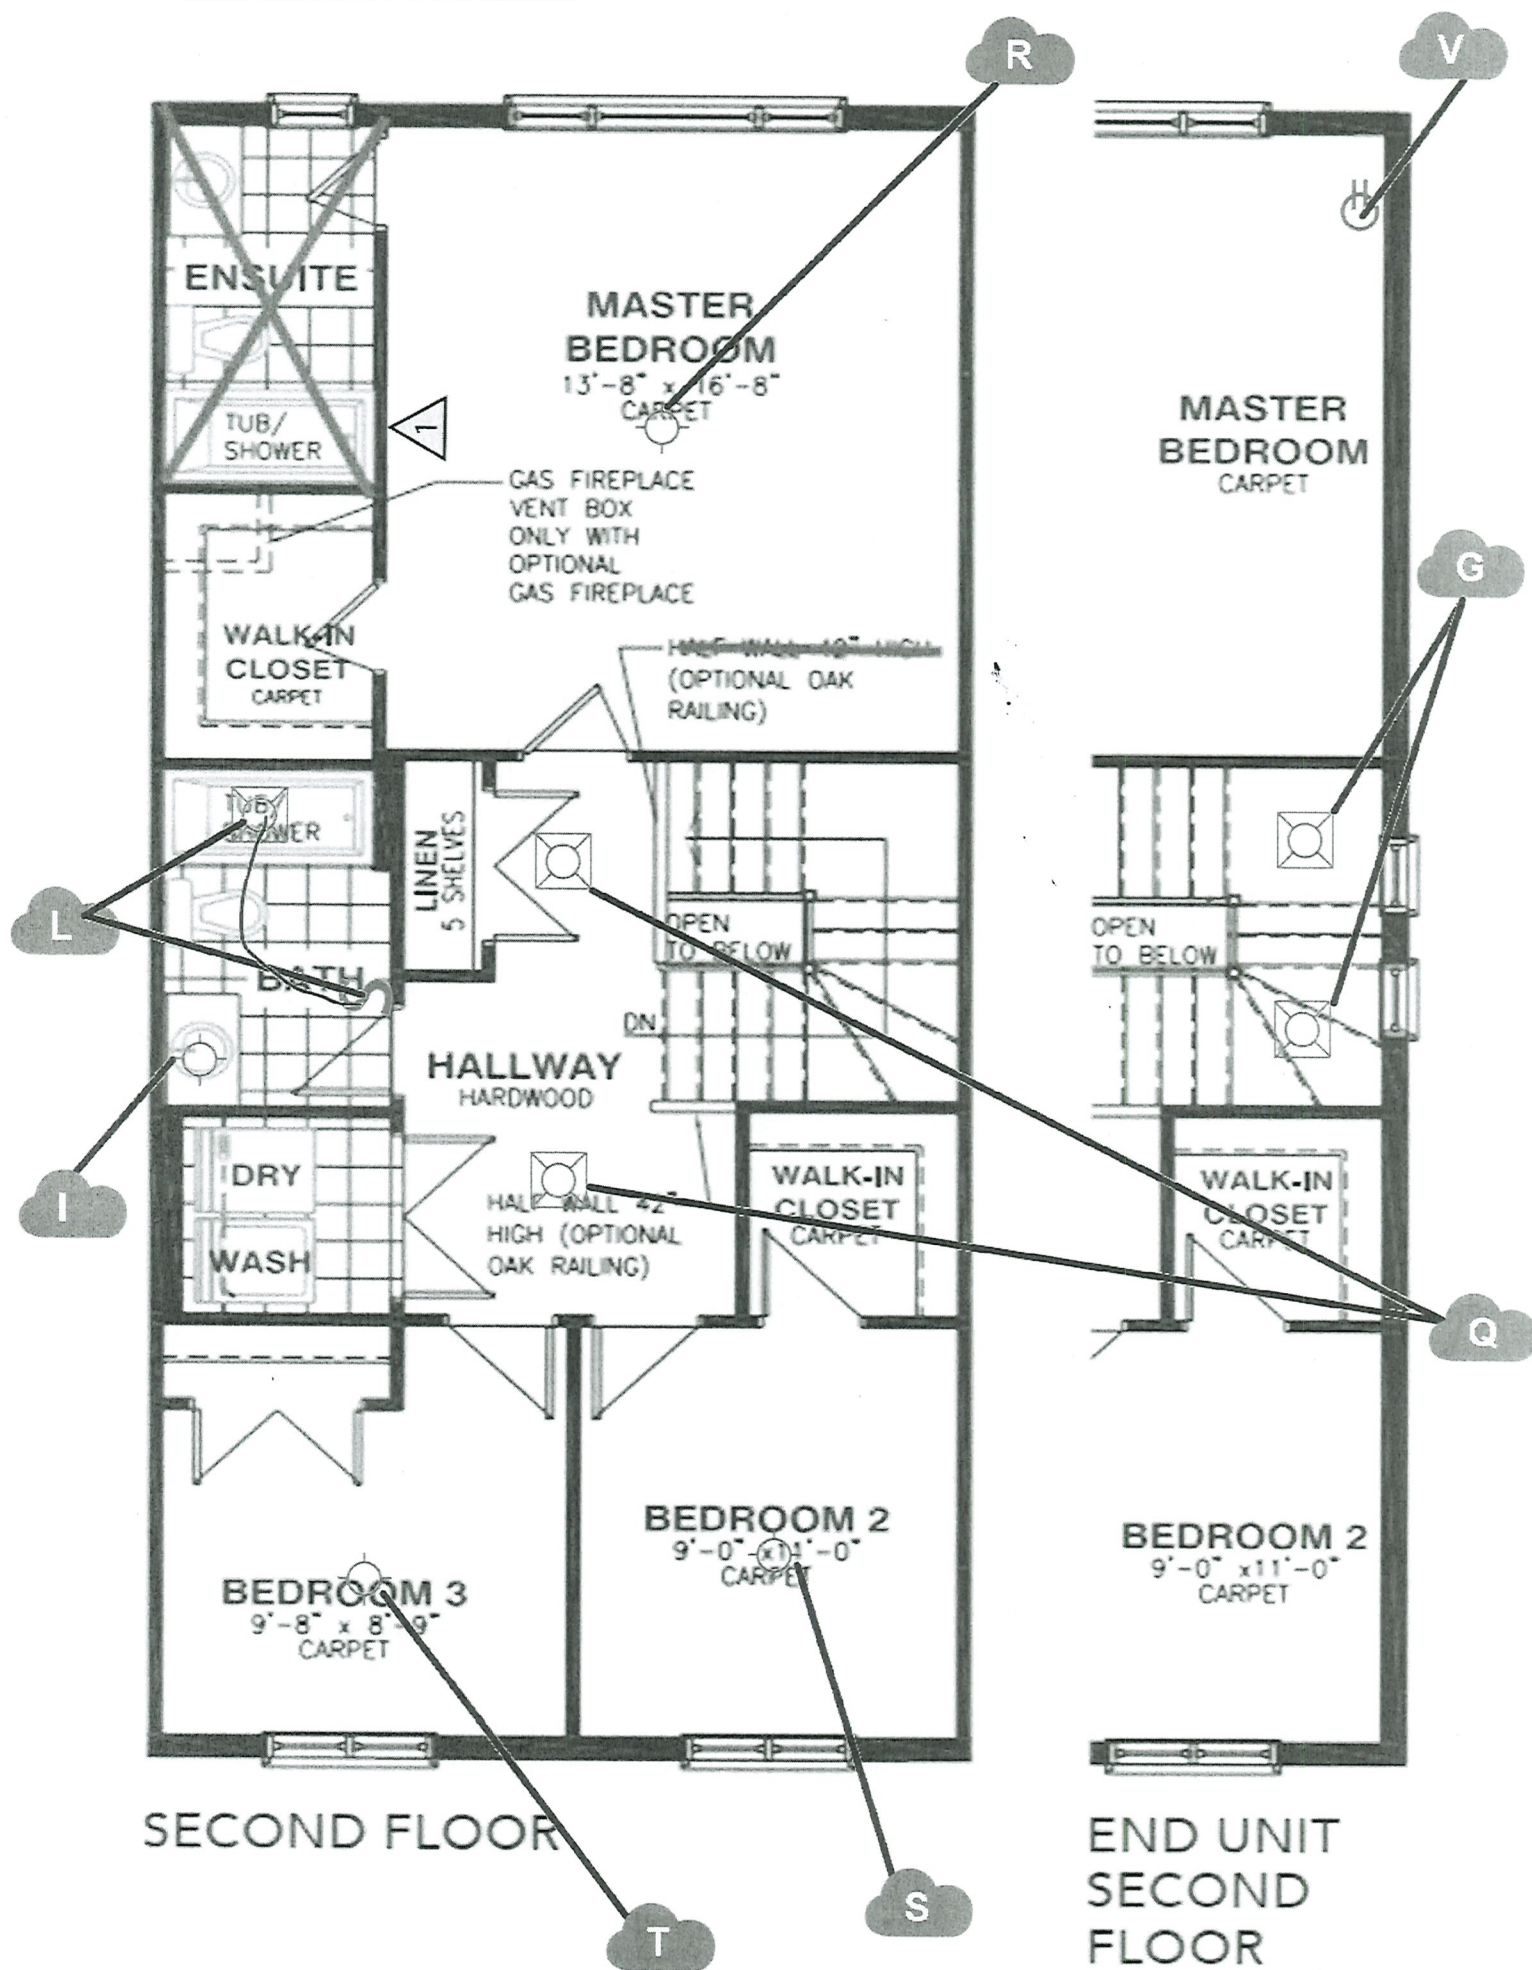 R
V
ENSUITE
MASTER
BEDROOM
13'-8" x 16'-8"
CARPET
TUB/
SHOWER
1
GAS FIREPLACE
VENT BOX
ONLY WITH
OPTIONAL
GAS FIREPLACE
WALK-IN
CLOSET
CARPET
HALF WALL 42" HIGH
(OPTIONAL OAK
RAILING)
MASTER
BEDROOM
CARPET
G
TUB
SHOWER
LINEN
5 SHELVES
L
BATH
OPEN
TO BELOW
DN
OPEN
TO BELOW
HALLWAY
HARDWOOD
I
DRY
WASH
HALF WALL 42"
HIGH (OPTIONAL
OAK RAILING)
WALK-IN
CLOSET
CARPET
WALK-IN
CLOSET
CARPET
Q
BEDROOM 3
9'-8" x 8'-9"
CARPET
BEDROOM 2
9'-0" x11'-0"
CARPET
BEDROOM 2
9'-0" x11'-0"
CARPET
SECOND FLOOR
END UNIT
SECOND
FLOOR
S
T